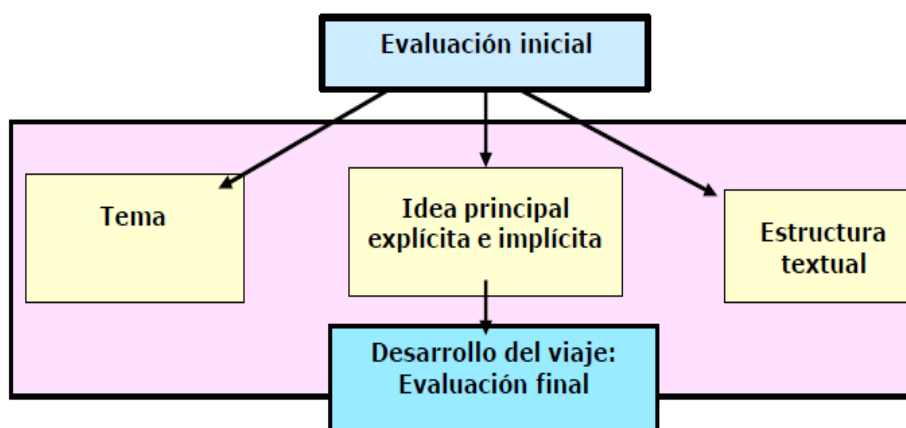 Evaluación inicial
Tema
Idea principal
explícita e implícita
Estructura
textual
Desarrollo del viaje:
Evaluación final